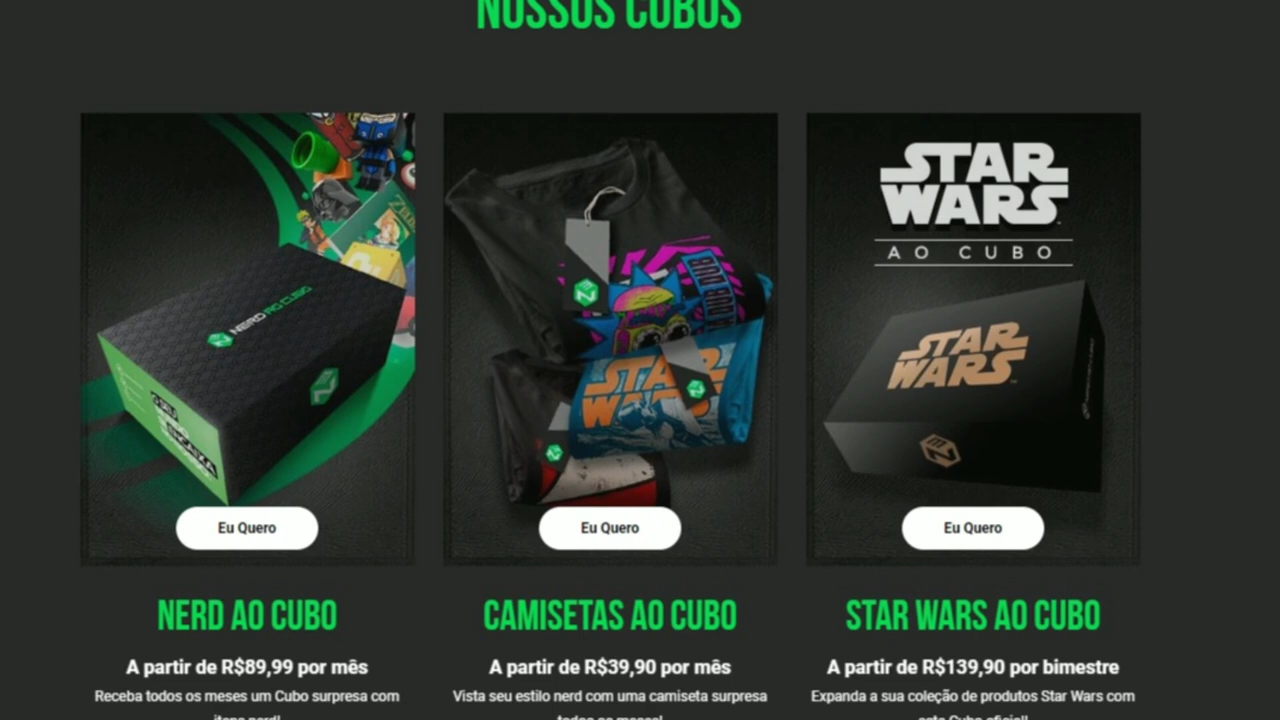 NOSSOS CUBOS
STAR
WARS
AO CUBO
NERD AO CUBO
STAR
WARS
STAR
WARS
Eu Quero
Eu Quero
Eu Quero
NERD AO CUBO
CAMISETAS AO CUBO
STAR WARS AO CUBO
A partir de R$89,99 por mês
A partir de R$39,90 por mês
A partir de R$139,90 por bimestre
Receba todos os meses um Cubo surpresa com
Vista seu estilo nerd com uma camiseta surpresa
Expanda a sua coleção de produtos Star Wars com